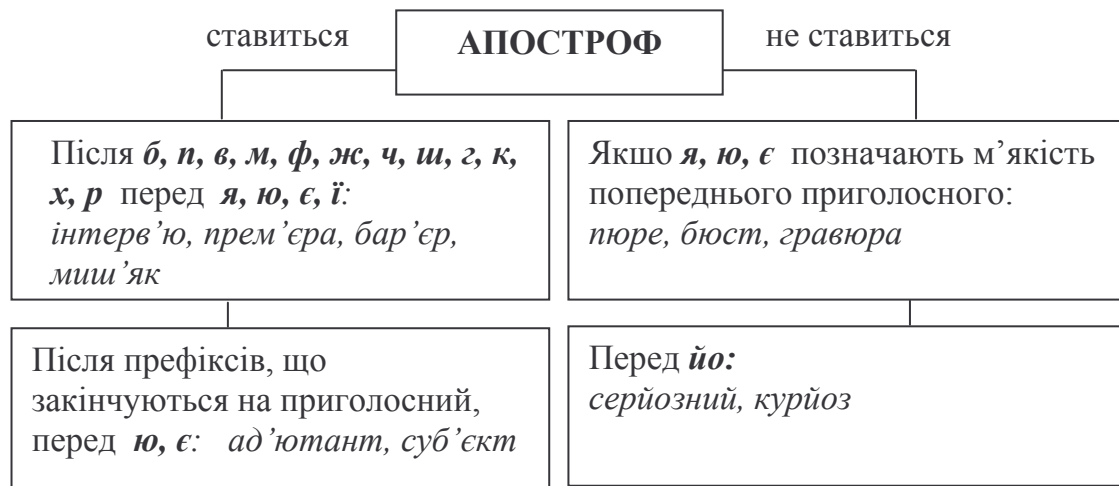 ставиться
АПОСТРОФ
не ставиться
Після б, п, в, м, ф, ж, ч, ш, г, к,
х, р перед я, ю, є, ї:
інтерв’ю, прем’єра, бар’єр,
миш’як
Якщо я, ю, є позначають м’якість
попереднього приголосного:
пюре, бюст, гравюра
Після префіксів, що
закінчуються на приголосний,
перед ю, є: ад’ютант, суб’єкт
Перед йо:
серйозний, курйоз